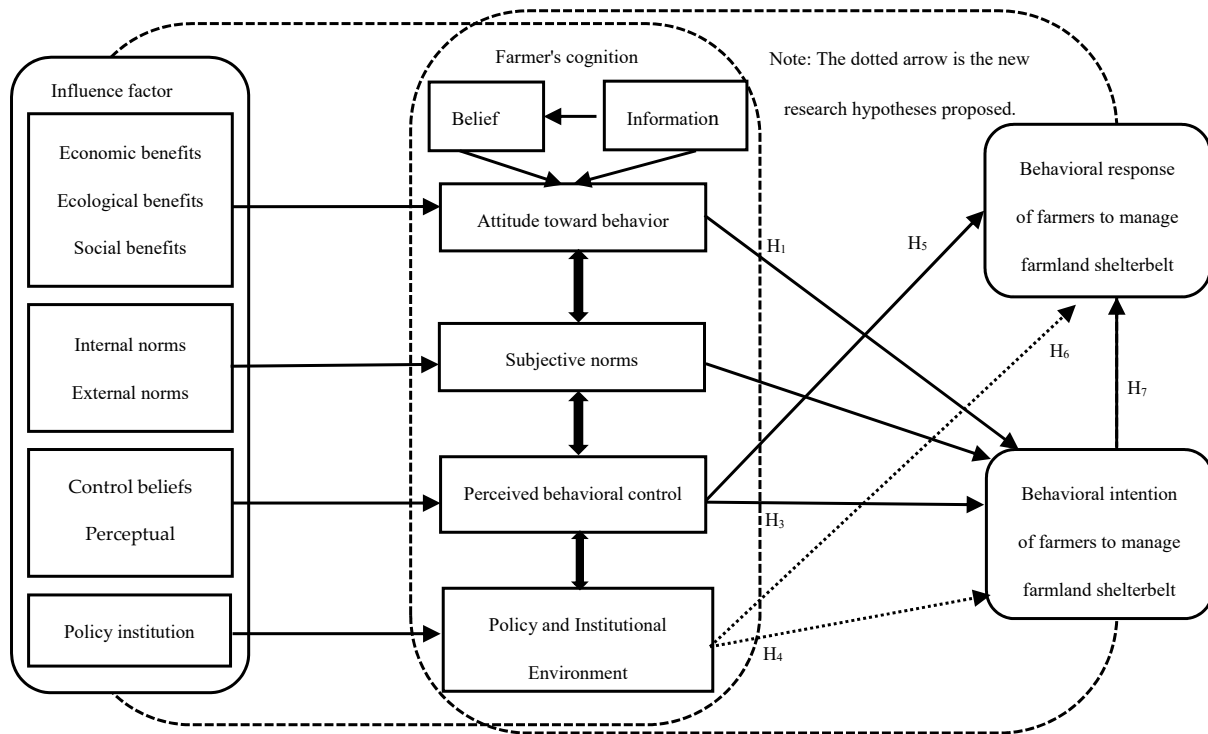 Influence factor
Economic benefits
Ecological benefits
Social benefits
Internal norms
External norms
Control beliefs
Perceptual
Policy institution
Farmer's cognition
Belief
Information
Attitude toward behavior
Subjective norms
Perceived behavioral control
Policy and Institutional
Environment
Note: The dotted arrow is the new
research hypotheses proposed.
H₁
H₅
H₆
H₇
H₃
H₄
Behavioral response
of farmers to manage
farmland shelterbelt
Behavioral intention
of farmers to manage
farmland shelterbelt